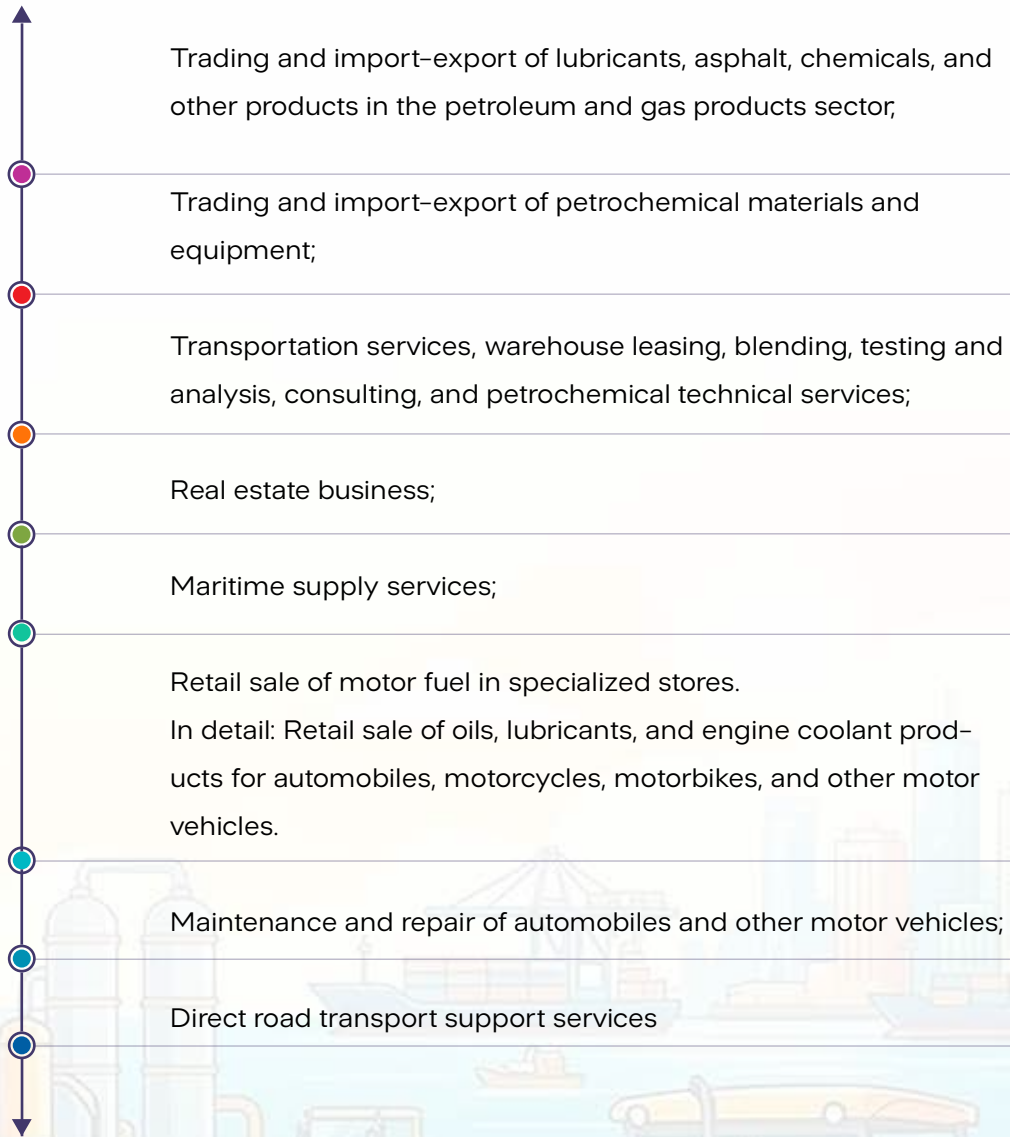 Trading and import-export of lubricants, asphalt, chemicals, and
other products in the petroleum and gas products sector;
Trading and import-export of petrochemical materials and
equipment;
Transportation services, warehouse leasing, blending, testing and
analysis, consulting, and petrochemical technical services;
Real estate business;
Maritime supply services;
Retail sale of motor fuel in specialized stores.
In detail: Retail sale of oils, lubricants, and engine coolant prod-
ucts for automobiles, motorcycles, motorbikes, and other motor
vehicles.
Maintenance and repair of automobiles and other motor vehicles;
Direct road transport support services